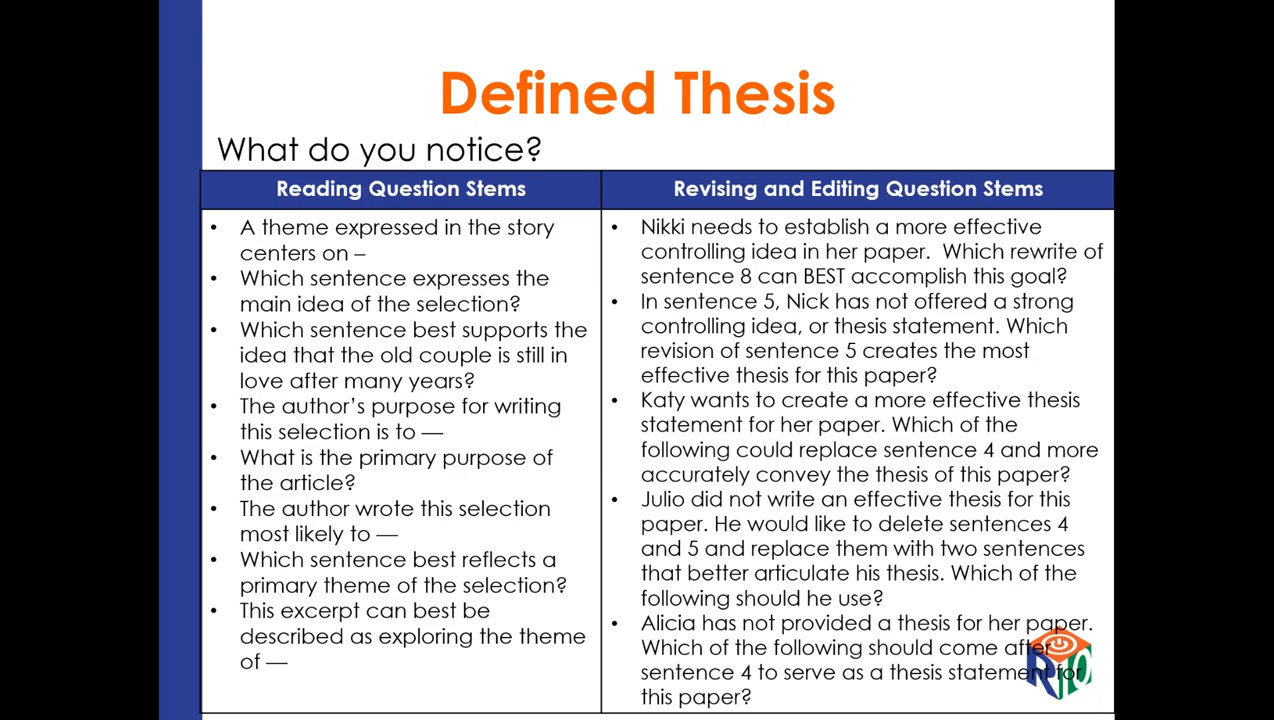 Defined Thesis
What do you notice?
Reading Question Stems
• A theme expressed in the story
centers on –
• Which sentence expresses the
main idea of the selection?
• Which sentence best supports the
idea that the old couple is still in
love after many years?
• The author’s purpose for writing
this selection is to —
• What is the primary purpose of
the article?
• The author wrote this selection
most likely to —
• Which sentence best reflects a
primary theme of the selection?
• This excerpt can best be
described as exploring the theme
of —
Revising and Editing Question Stems
• Nikki needs to establish a more effective
controlling idea in her paper.  Which rewrite of
sentence 8 can BEST accomplish this goal?
• In sentence 5, Nick has not offered a strong
controlling idea, or thesis statement. Which
revision of sentence 5 creates the most
effective thesis for this paper?
• Katy wants to create a more effective thesis
statement for her paper. Which of the
following could replace sentence 4 and more
accurately convey the thesis of this paper?
• Julio did not write an effective thesis for this
paper. He would like to delete sentences 4
and 5 and replace them with two sentences
that better articulate his thesis. Which of the
following should he use?
• Alicia has not provided a thesis for her paper.
Which of the following should come after
sentence 4 to serve as a thesis statement for
this paper?
R10